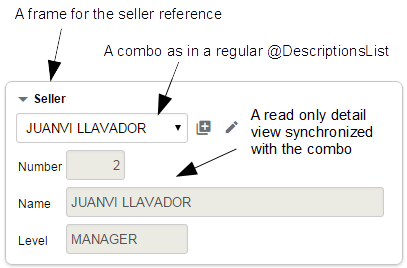 A frame for the seller reference
A combo as in a regular @DescriptionsList
Seller
JUANVI LLAVADOR
A read only detail
view synchronized
with the combo
Number 2
Name JUANVI LLAVADOR
Level MANAGER